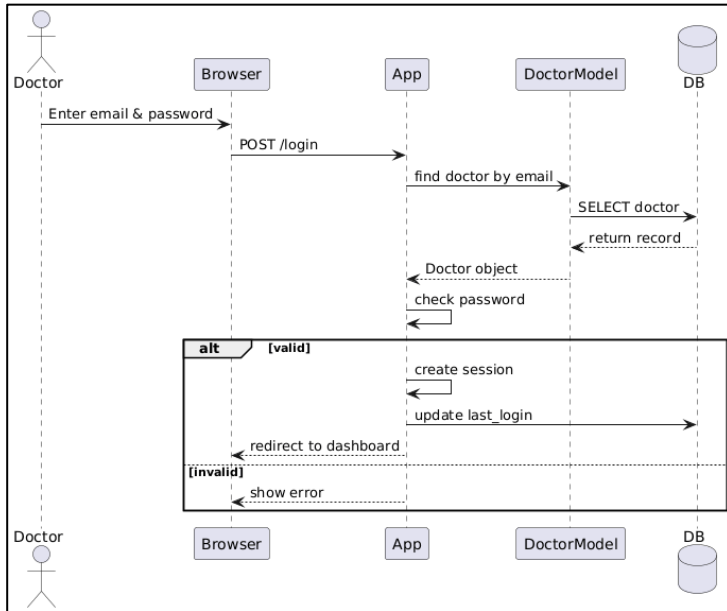 Doctor
Browser
App
DoctorModel
DB
Enter email & password
POST /login
find doctor by email
SELECT doctor
return record
Doctor object
check password
alt
[valid]
create session
update last_login
redirect to dashboard
[invalid]
show error
Doctor
Browser
App
DoctorModel
DB